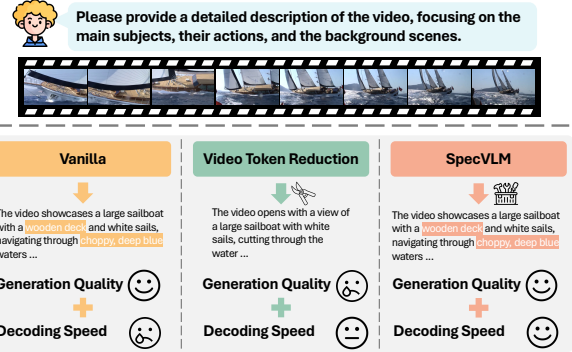 Please provide a detailed description of the video, focusing on the
main subjects, their actions, and the background scenes.
Vanilla
The video showcases a large sailboat
with a wooden deck and white sails,
navigating through choppy, deep blue
waters ...
Generation Quality
Decoding Speed
Video Token Reduction
The video opens with a view of
a large sailboat with white
sails, cutting through the
water ...
Generation Quality
Decoding Speed
SpecVLM
The video showcases a large sailboat
with a wooden deck and white sails,
navigating through choppy, deep blue
waters ...
Generation Quality
Decoding Speed